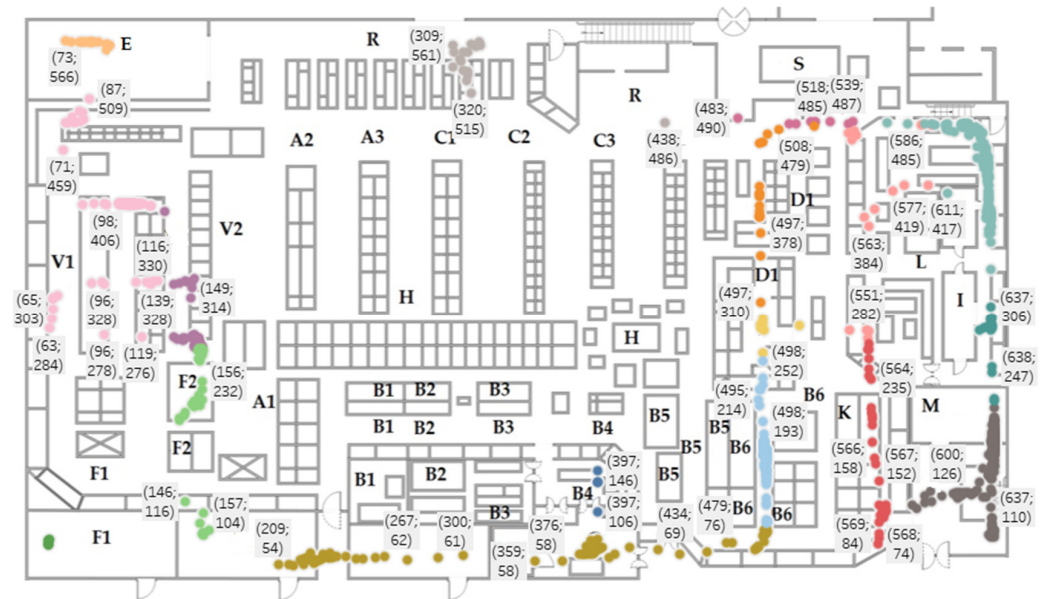 E
R
(309;
561)
(73;
566)
(87;
509)
(320;
515)
R
S
(518;
485)
(539;
487)
(483;
490)
(438;
486)
(508;
479)
(586;
485)
A2
A3
C1
C2
C3
(71;
459)
(98;
406)
(116;
330)
V2
V1
D1
(497;
378)
(577;
419)
(611;
417)
(563;
384)
L
(65;
303)
(96;
328)
(139;
328)
(149;
314)
H
D1
(497;
310)
(551;
282)
I
(637;
306)
(63;
284)
(96;
278)
(119;
276)
H
(498;
252)
(564;
235)
(638;
247)
F2
(156;
232)
A1
B1
B2
B3
B1
B2
B3
B4
B5
(495;
214)
B6
(498;
193)
K
M
F2
F1
B1
B2
B3
B4
(397;
146)
(397;
106)
B5
B5
B5
B6
B6
B6
(566;
158)
(567;
152)
(600;
126)
(637;
110)
(146;
116)
(157;
104)
F1
(209;
54)
(267;
62)
(300;
61)
(359;
58)
(376;
58)
(434;
69)
(479;
76)
(569;
84)
(568;
74)